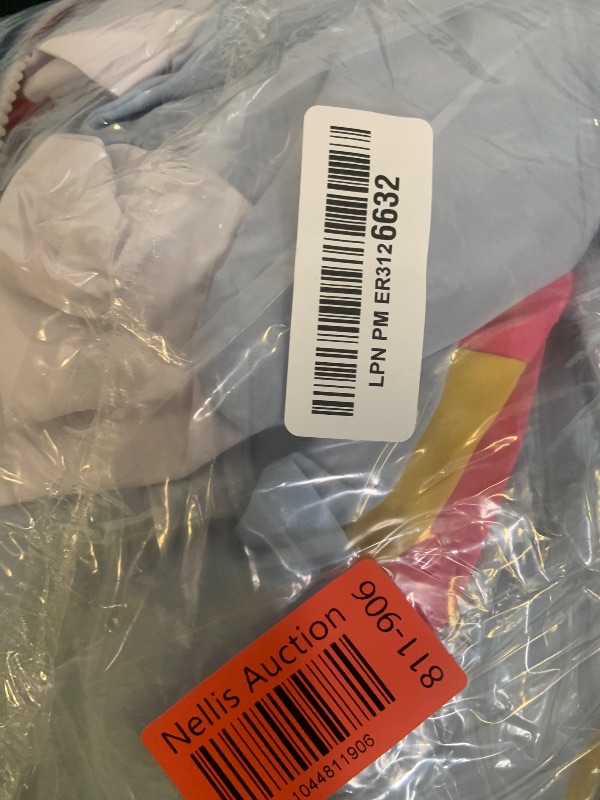 LPN PM ER3126632
Nellis Auction
811-906
1044811906